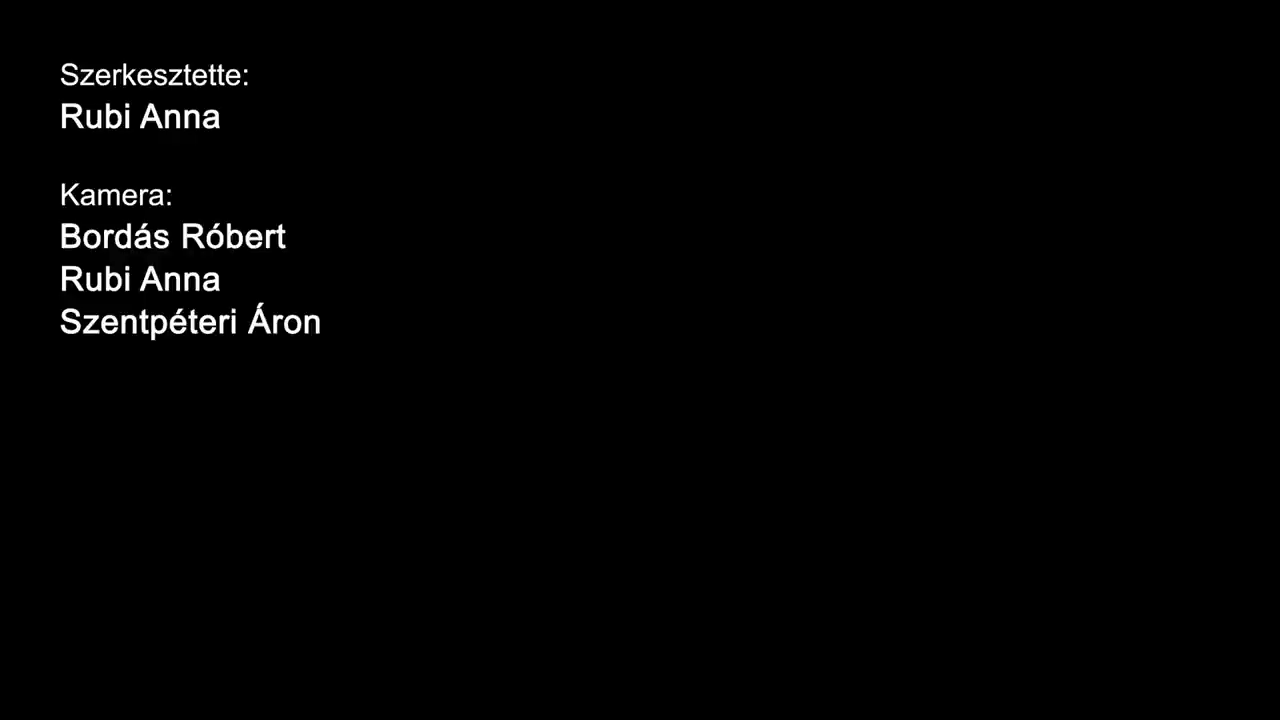 Szerkesztette:
Rubi Anna
Kamera:
Bordás Róbert
Rubi Anna
Szentpéteri Áron